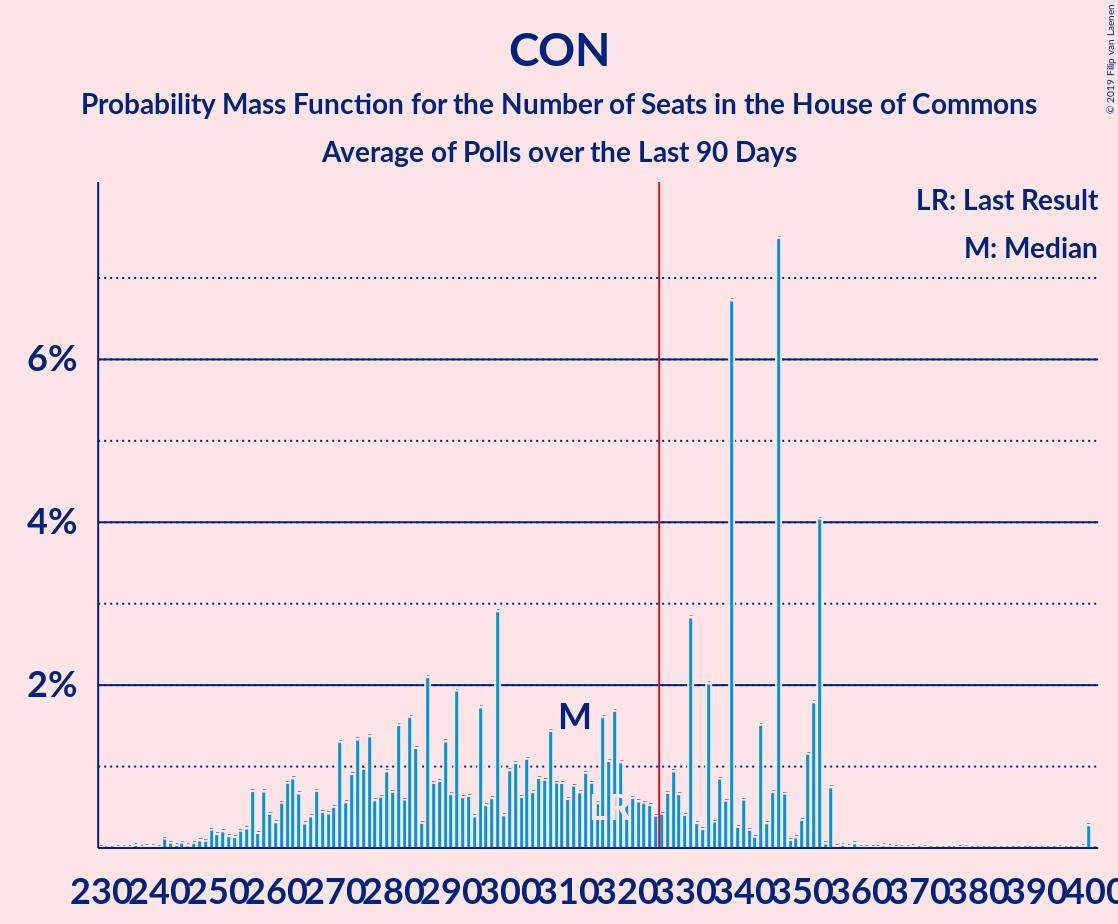 CON
Probability Mass Function for the Number of Seats in the House of Commons
Average of Polls over the Last 90 Days
© 2019 Filip van Laenen
LR: Last Result
M: Median
6%
4%
2%
M
LR
230 240 250 260 270 280 290 300 310 320 330 340 350 360 370 380 390 400